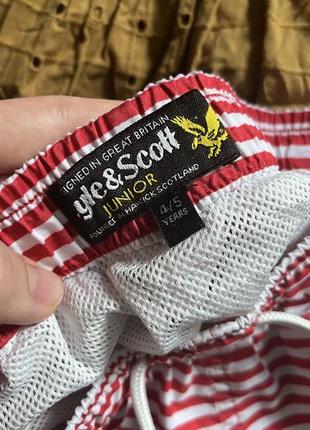 IGNED IN GREAT BRITAIN
yle&Scott
JUNIOR
FOUNDED IN HAWICK, SCOTLAND
4/5
YEARS